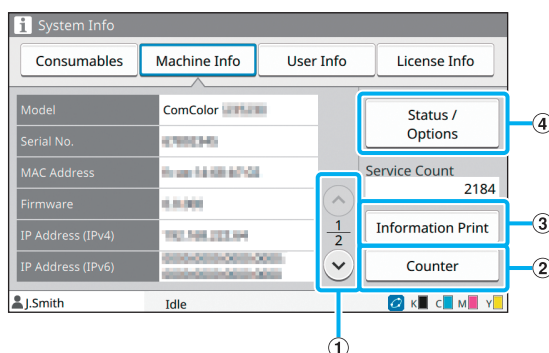 i System Info
Consumables Machine Info User Info License Info
Model ComColor
Serial No.
MAC Address
Firmware
IP Address (IPv4)
IP Address (IPv6)
1
2
Status /
Options
Service Count
2184
Information Print
Counter
J.Smith Idle K C M Y
④
③
②
①